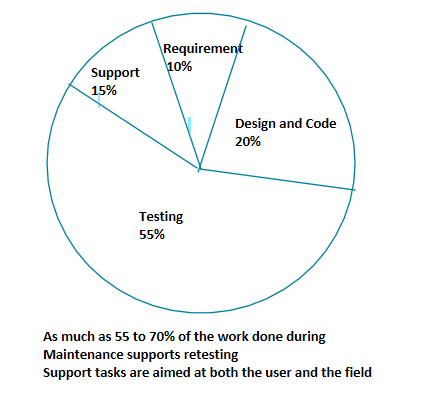 Requirement
10%
Support
15%
Design and Code
20%
Testing
55%
As much as 55 to 70% of the work done during
Maintenance supports retesting
Support tasks are aimed at both the user and the field